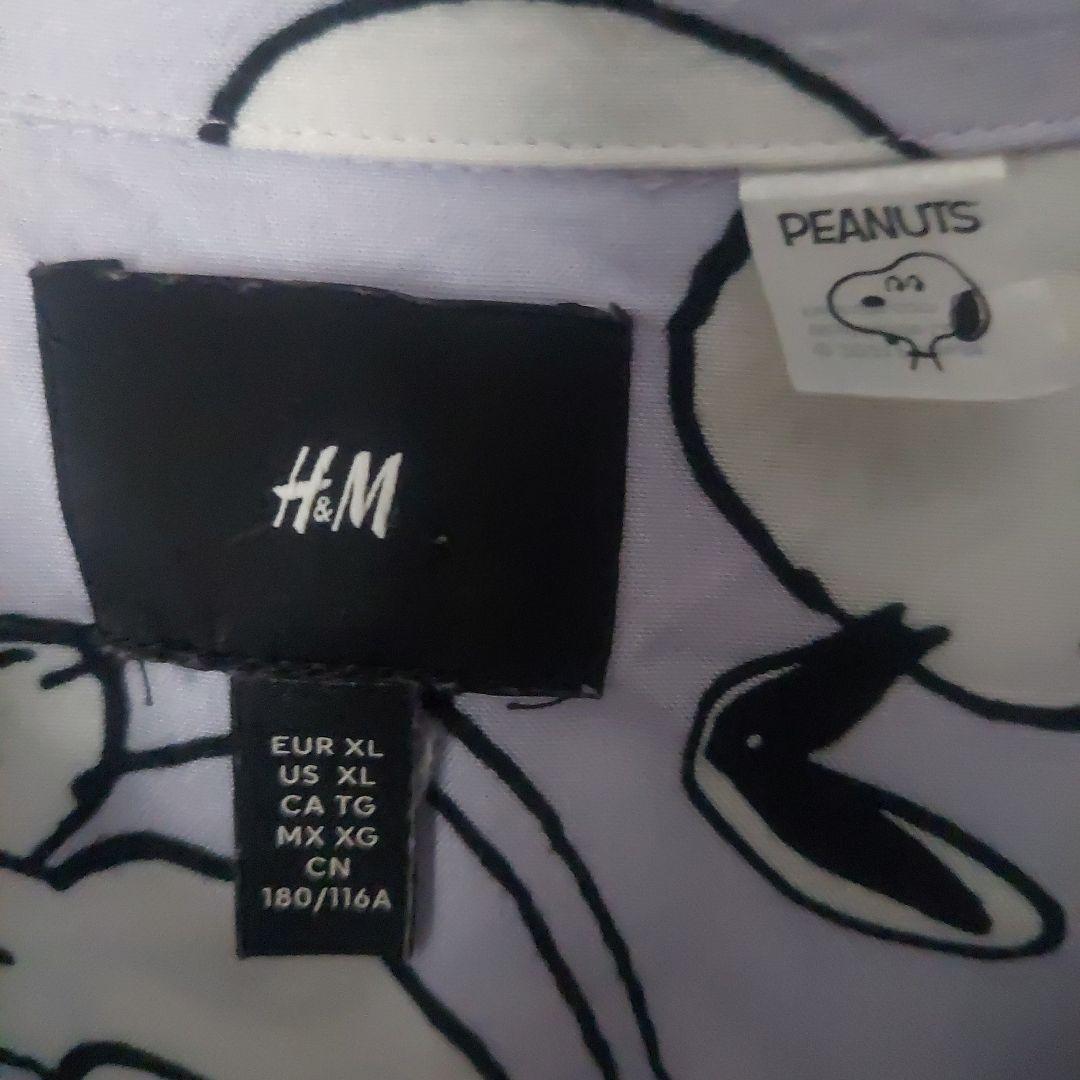 PEANUTS
H&M
EUR XL
US XL
CA TG
MX XG
CN
180/116A